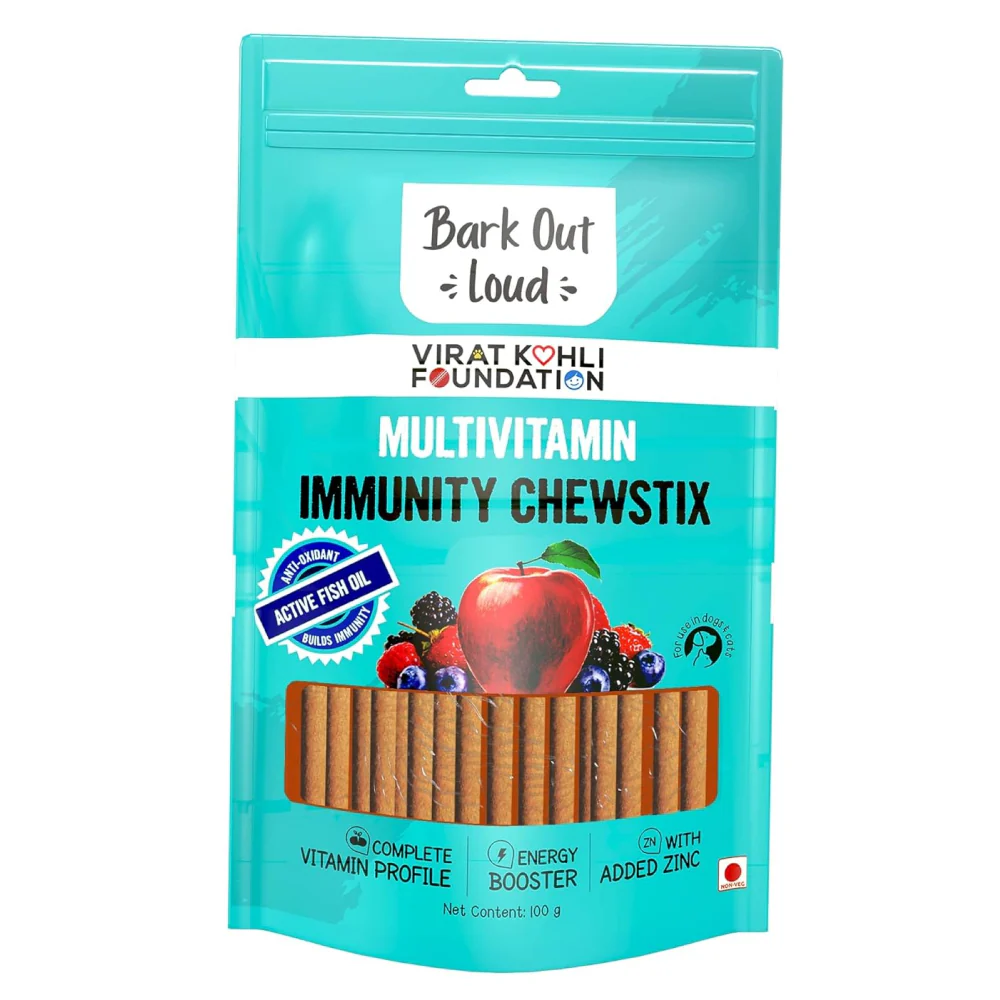 Bark Out
Loud
VIRAT KOHLI
FOUNDATION
MULTIVITAMIN
IMMUNITY CHEWSTIX
ANTI-OXIDANT
ACTIVE FISH OIL
BUILDS IMMUNITY
For use in dogs & cats
COMPLETE
VITAMIN PROFILE
ENERGY
BOOSTER
ZN WITH
ADDED ZINC
NON-VEG
Net Content: 100 g